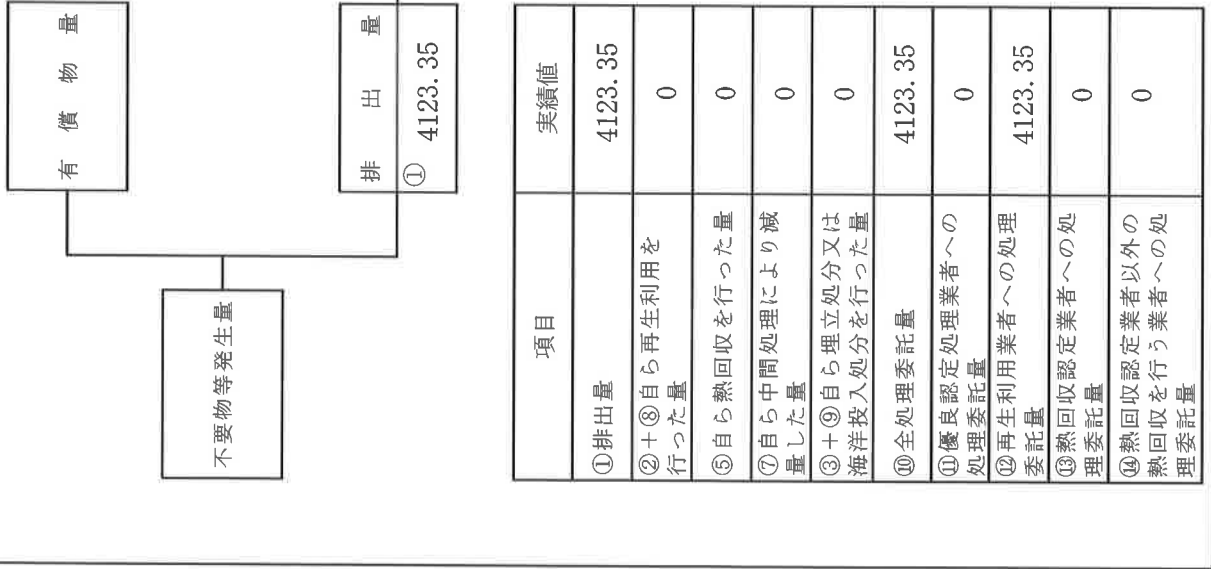 有償物量
不要物等発生量
排出量
① 4123.35
項目 実績値
①排出量 4123.35
②+⑧自ら再生利用を
行った量 0
⑤自ら熱回収を行った量 0
⑦自ら中間処理により減
量した量 0
③+⑨自ら埋立処分又は
海洋投入処分を行った量 0
⑩全処理委託量 4123.35
⑪優良認定処理業者への
処理委託量 0
⑫再生利用業者への処理
委託量 4123.35
⑬熱回収認定業者への処
理委託量 0
⑭熱回収認定業者以外の
熱回収を行う業者への処
理委託量 0